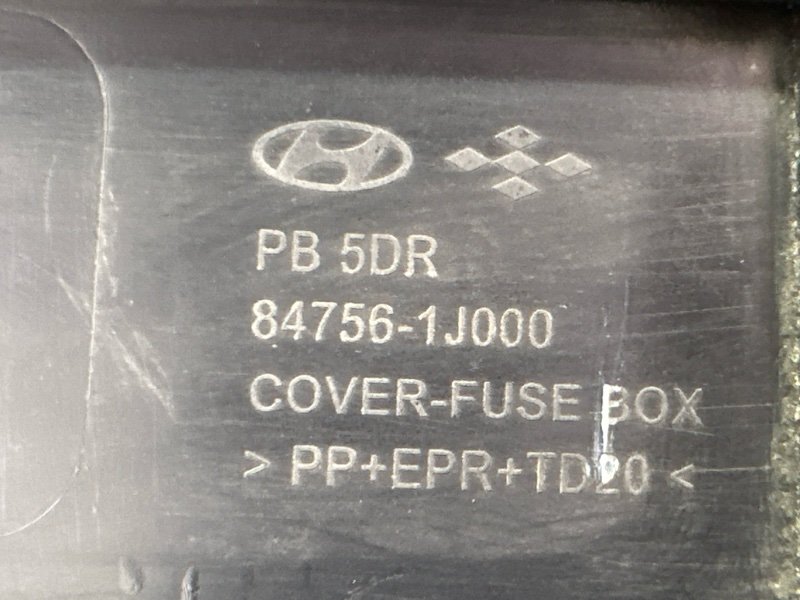 PB 5DR
84756-1J000
COVER-FUSE BOX
> PP+EPR+TD20 <